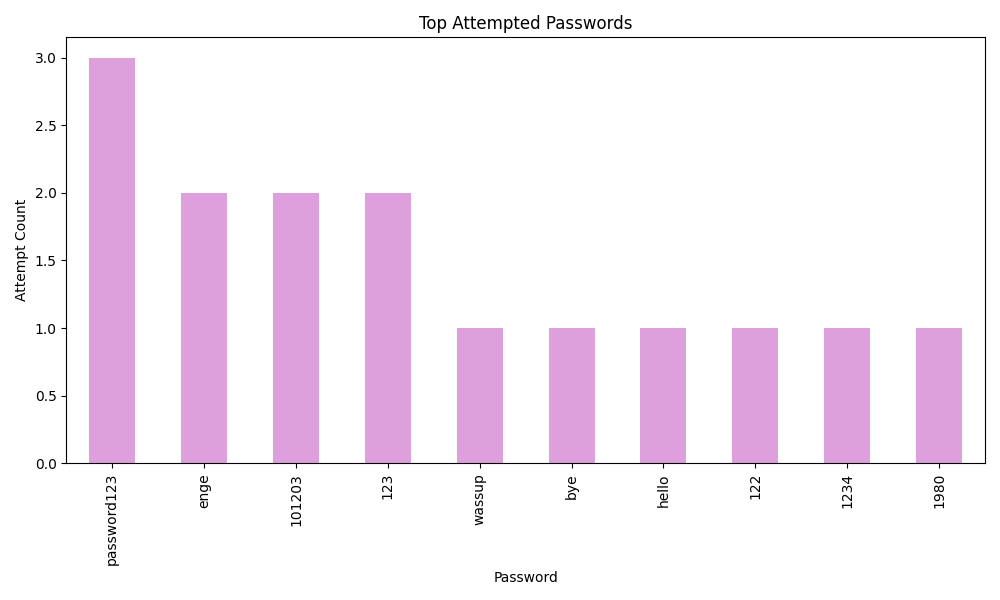 Top Attempted Passwords
Attempt Count
3.0
2.5
2.0
1.5
1.0
0.5
0.0
password123
enge
101203
123
wassup
bye
hello
122
1234
1980
Password